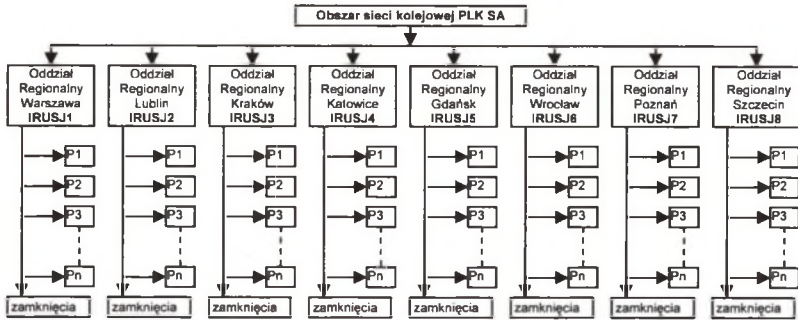 Obszar sieci kolejowej PLK SA
Oddział
Regionalny
Warszawa
IRUSJ1
Oddział
Regionalny
Lublin
IRUSJ2
Oddział
Regionalny
Kraków
IRUSJ3
Oddział
Regionalny
Katowice
IRUSJ4
Oddział
Regionalny
Gdańsk
IRUSJ5
Oddział
Regionalny
Wrocław
IRUSJ6
Oddział
Regionalny
Poznań
IRUSJ7
Oddział
Regionalny
Szczecin
IRUSJ8
P1 P1 P1 P1 P1 P1 P1 P1
P2 P2 P2 P2 P2 P2 P2 P2
P3 P3 P3 P3 P3 P3 P3 P3
Pn Pn Pn Pn Pn Pn Pn Pn
zamknięcia zamknięcia zamknięcia zamknięcia zamknięcia zamknięcia zamknięcia zamknięcia